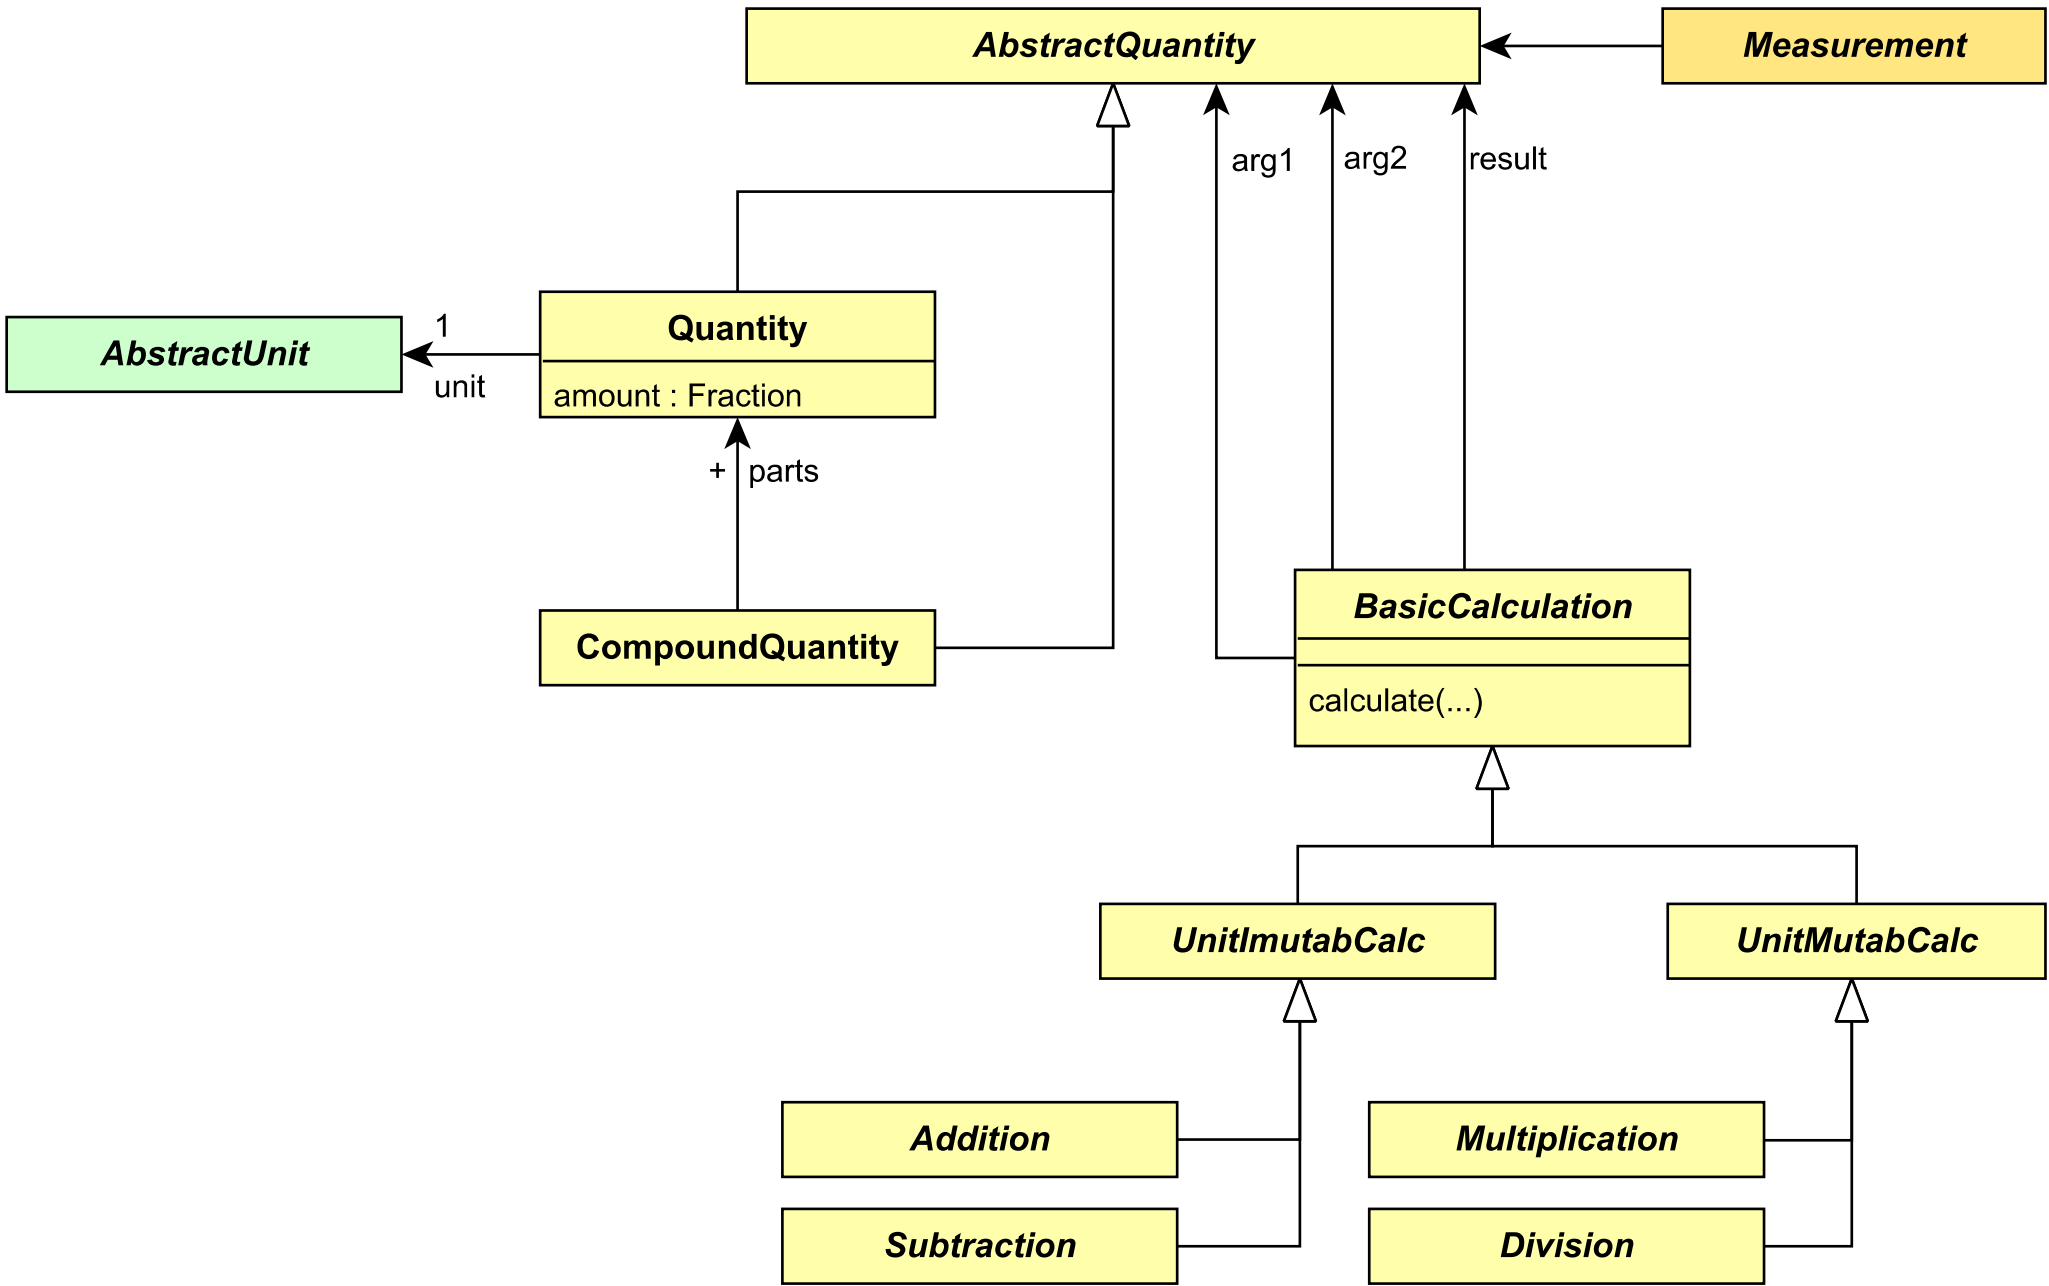 AbstractQuantity
Measurement
arg1
arg2
result
Quantity
amount : Fraction
AbstractUnit
1
unit
+ parts
CompoundQuantity
BasicCalculation
calculate(...)
UnitImutabCalc
UnitMutabCalc
Addition
Multiplication
Subtraction
Division